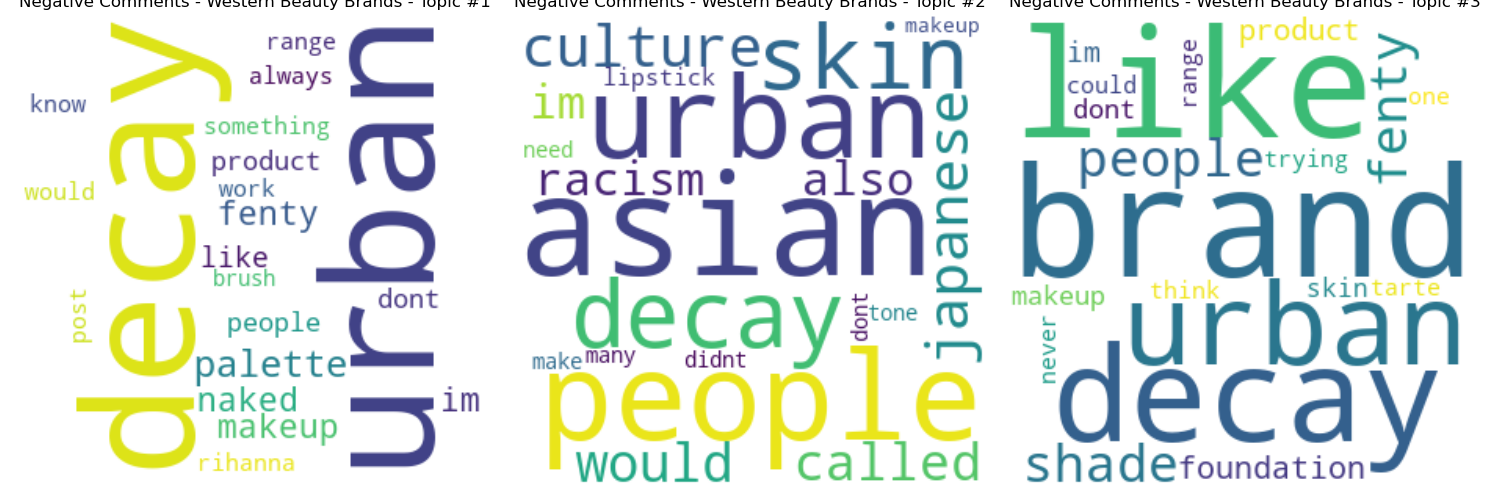 Negative Comments - Western Beauty Brands - Topic #1
decay
urban
range
always
know
something
product
would
work
fenty
like
brush
dont
post
people
palette
naked
im
makeup
rihanna
Negative Comments - Western Beauty Brands - Topic #2
makeup
culture
skin
lipstick
im
urban
japanese
need
racism
also
asian
decay
dont
tone
make
many
didnt
people
would
called
Negative Comments - Western Beauty Brands - Topic #3
like
product
im
range
fenty
could
one
dont
people
trying
brand
makeup
think
skin
tarte
urban
never
decay
shade
foundation